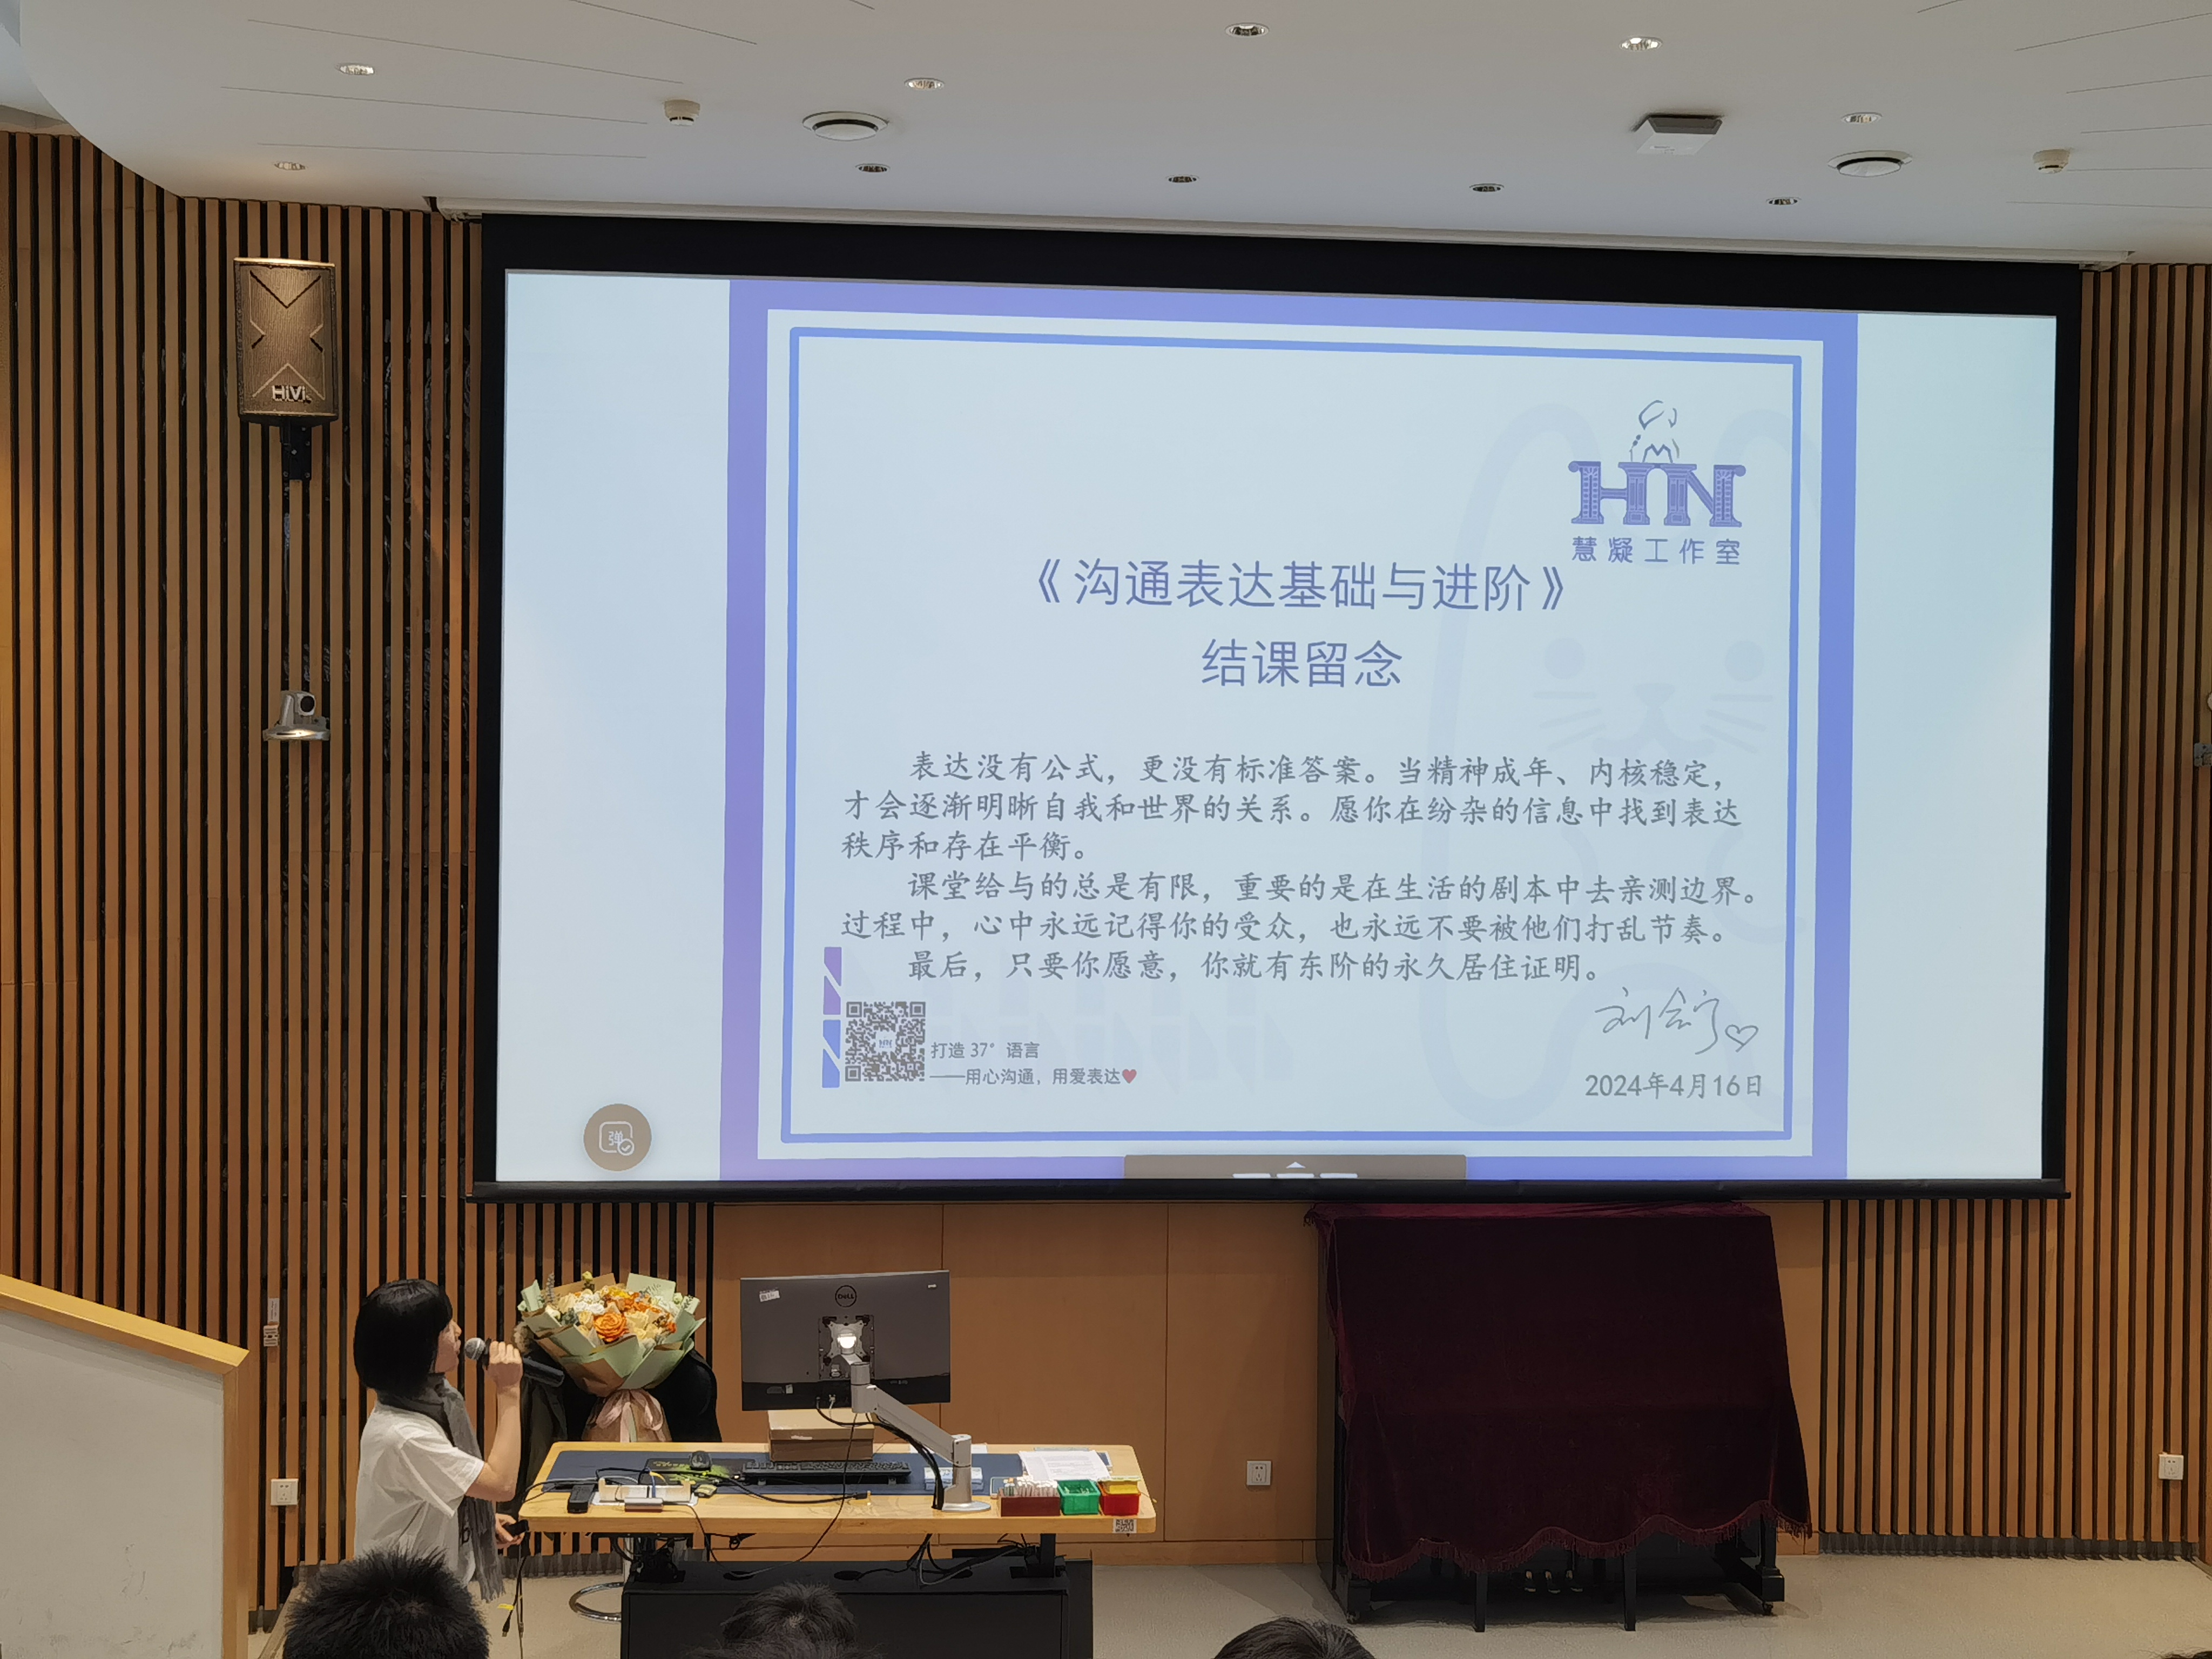 HiVi
HN
慧凝工作室
《沟通表达基础与进阶》
结课留念
表达没有公式，更没有标准答案。当精神成年、内核稳定，
才会逐渐明晰自我和世界的关系。愿你在纷杂的信息中找到表达
秩序和存在平衡。
课堂给与的总是有限，重要的是在生活的剧本中去亲测边界。
过程中，心中永远记得你的受众，也永远不要被他们打乱节奏。
最后，只要你愿意，你就有东阶的永久居住证明。
打造 37° 语言
——用心沟通，用爱表达♥
2024年4月16日
弹
DELL